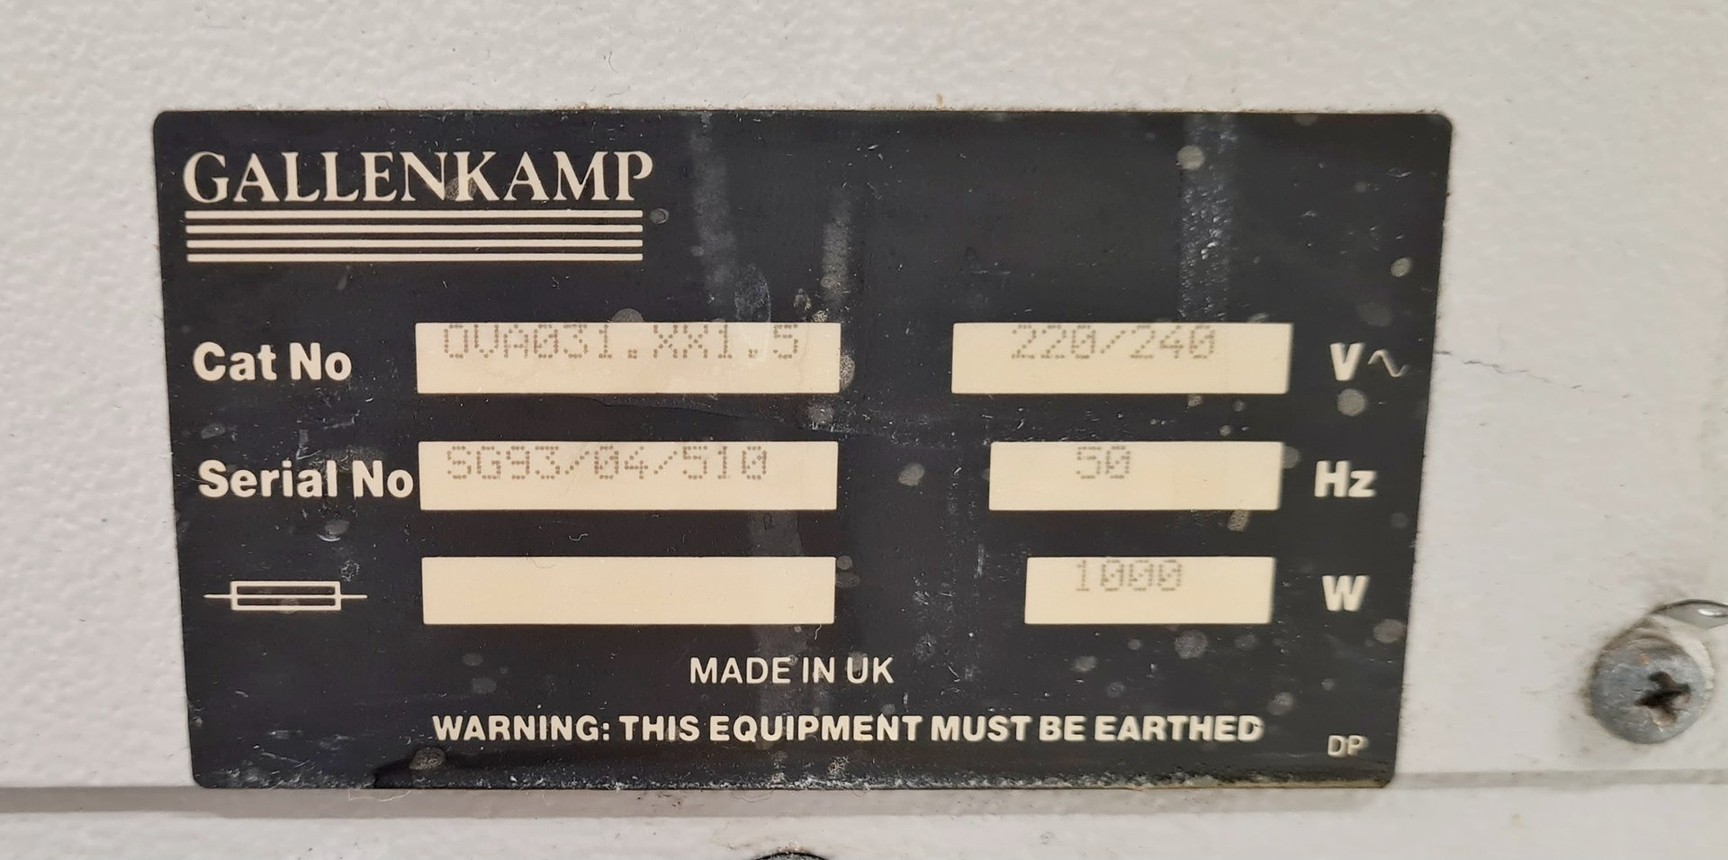 GALLENKAMP
Cat No OVA031.XX1.5 220/240 V~
Serial No SG93/04/510 50 Hz
1000 W
MADE IN UK
WARNING: THIS EQUIPMENT MUST BE EARTHED
DP